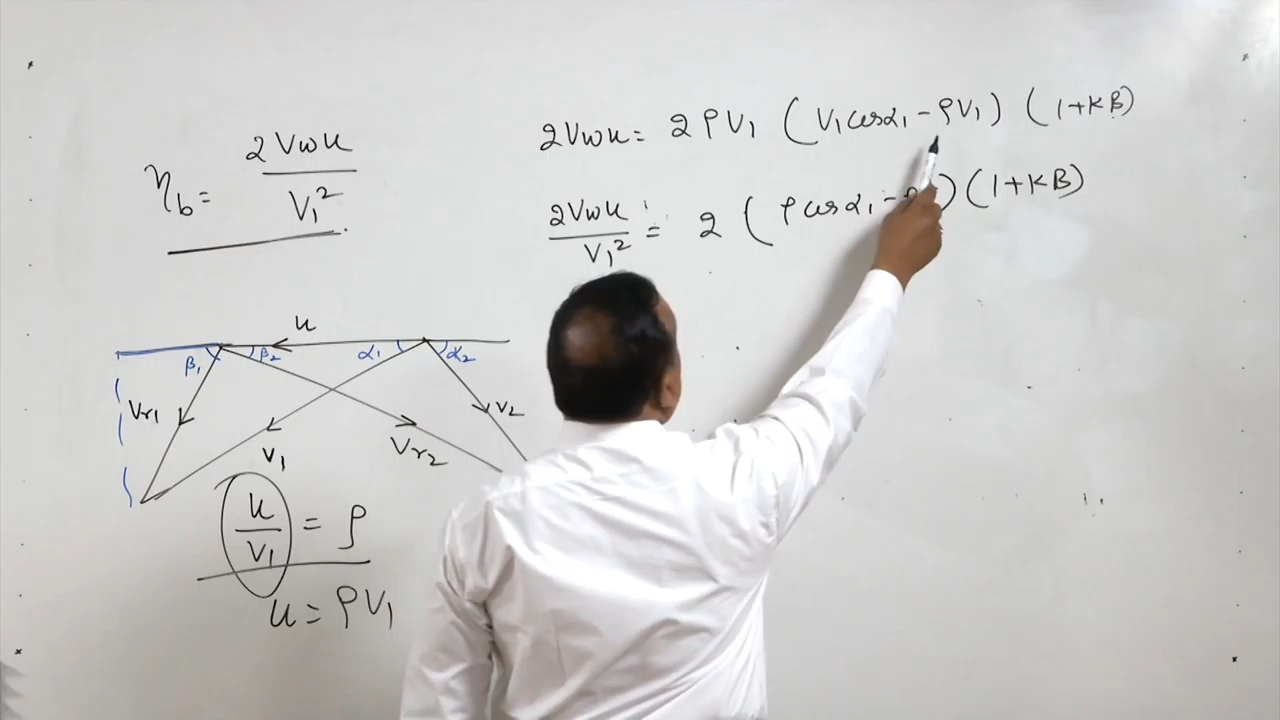 2Vwu = 2ρV₁ (V₁cosα₁ - ρV₁) (1+KB)
η_b = 2Vwu / V₁²
2Vwu / V₁² = 2 (ρcosα₁ - ) (1+KB)
u
β₁ β₂ α₁ α₂
Vr₁ V₁ Vr₂ V₂
u / V₁ = ρ
u = ρV₁